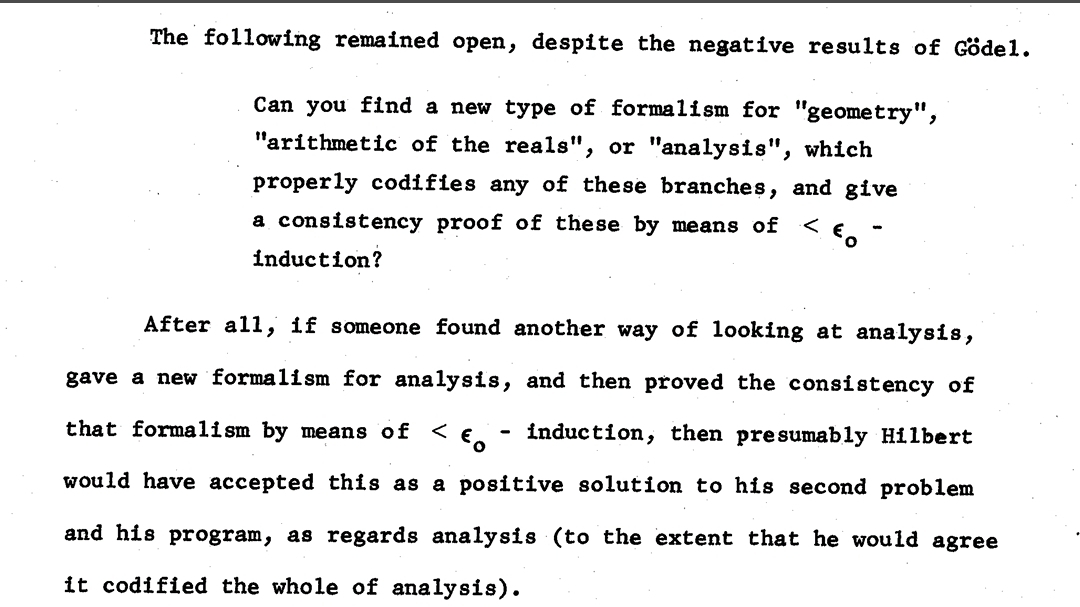 The following remained open, despite the negative results of Gödel.
Can you find a new type of formalism for "geometry",
"arithmetic of the reals", or "analysis", which
properly codifies any of these branches, and give
a consistency proof of these by means of < ϵ₀ -
induction?
After all, if someone found another way of looking at analysis,
gave a new formalism for analysis, and then proved the consistency of
that formalism by means of < ϵ₀ - induction, then presumably Hilbert
would have accepted this as a positive solution to his second problem
and his program, as regards analysis (to the extent that he would agree
it codified the whole of analysis).